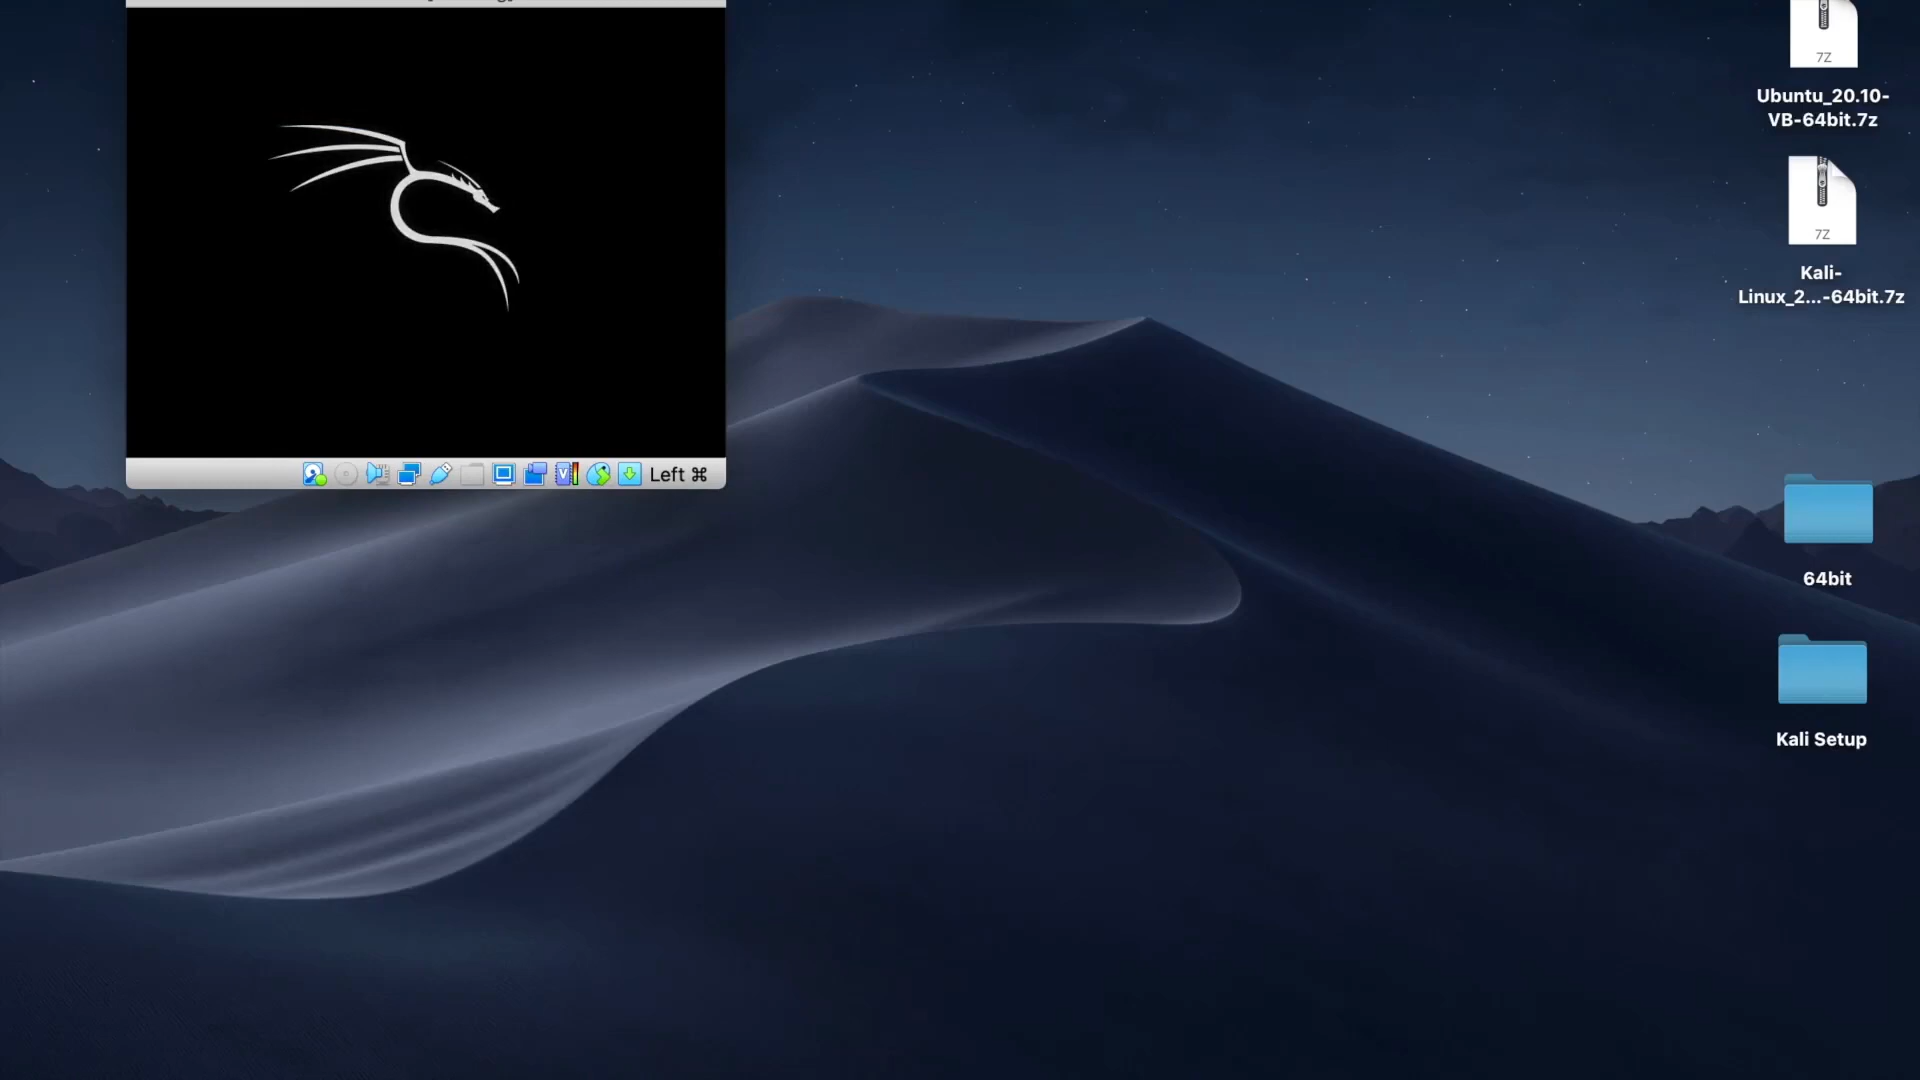 7Z
Ubuntu_20.10-
VB-64bit.7z
7Z
Kali-
Linux_2...-64bit.7z
64bit
Kali Setup
V
Left ⌘